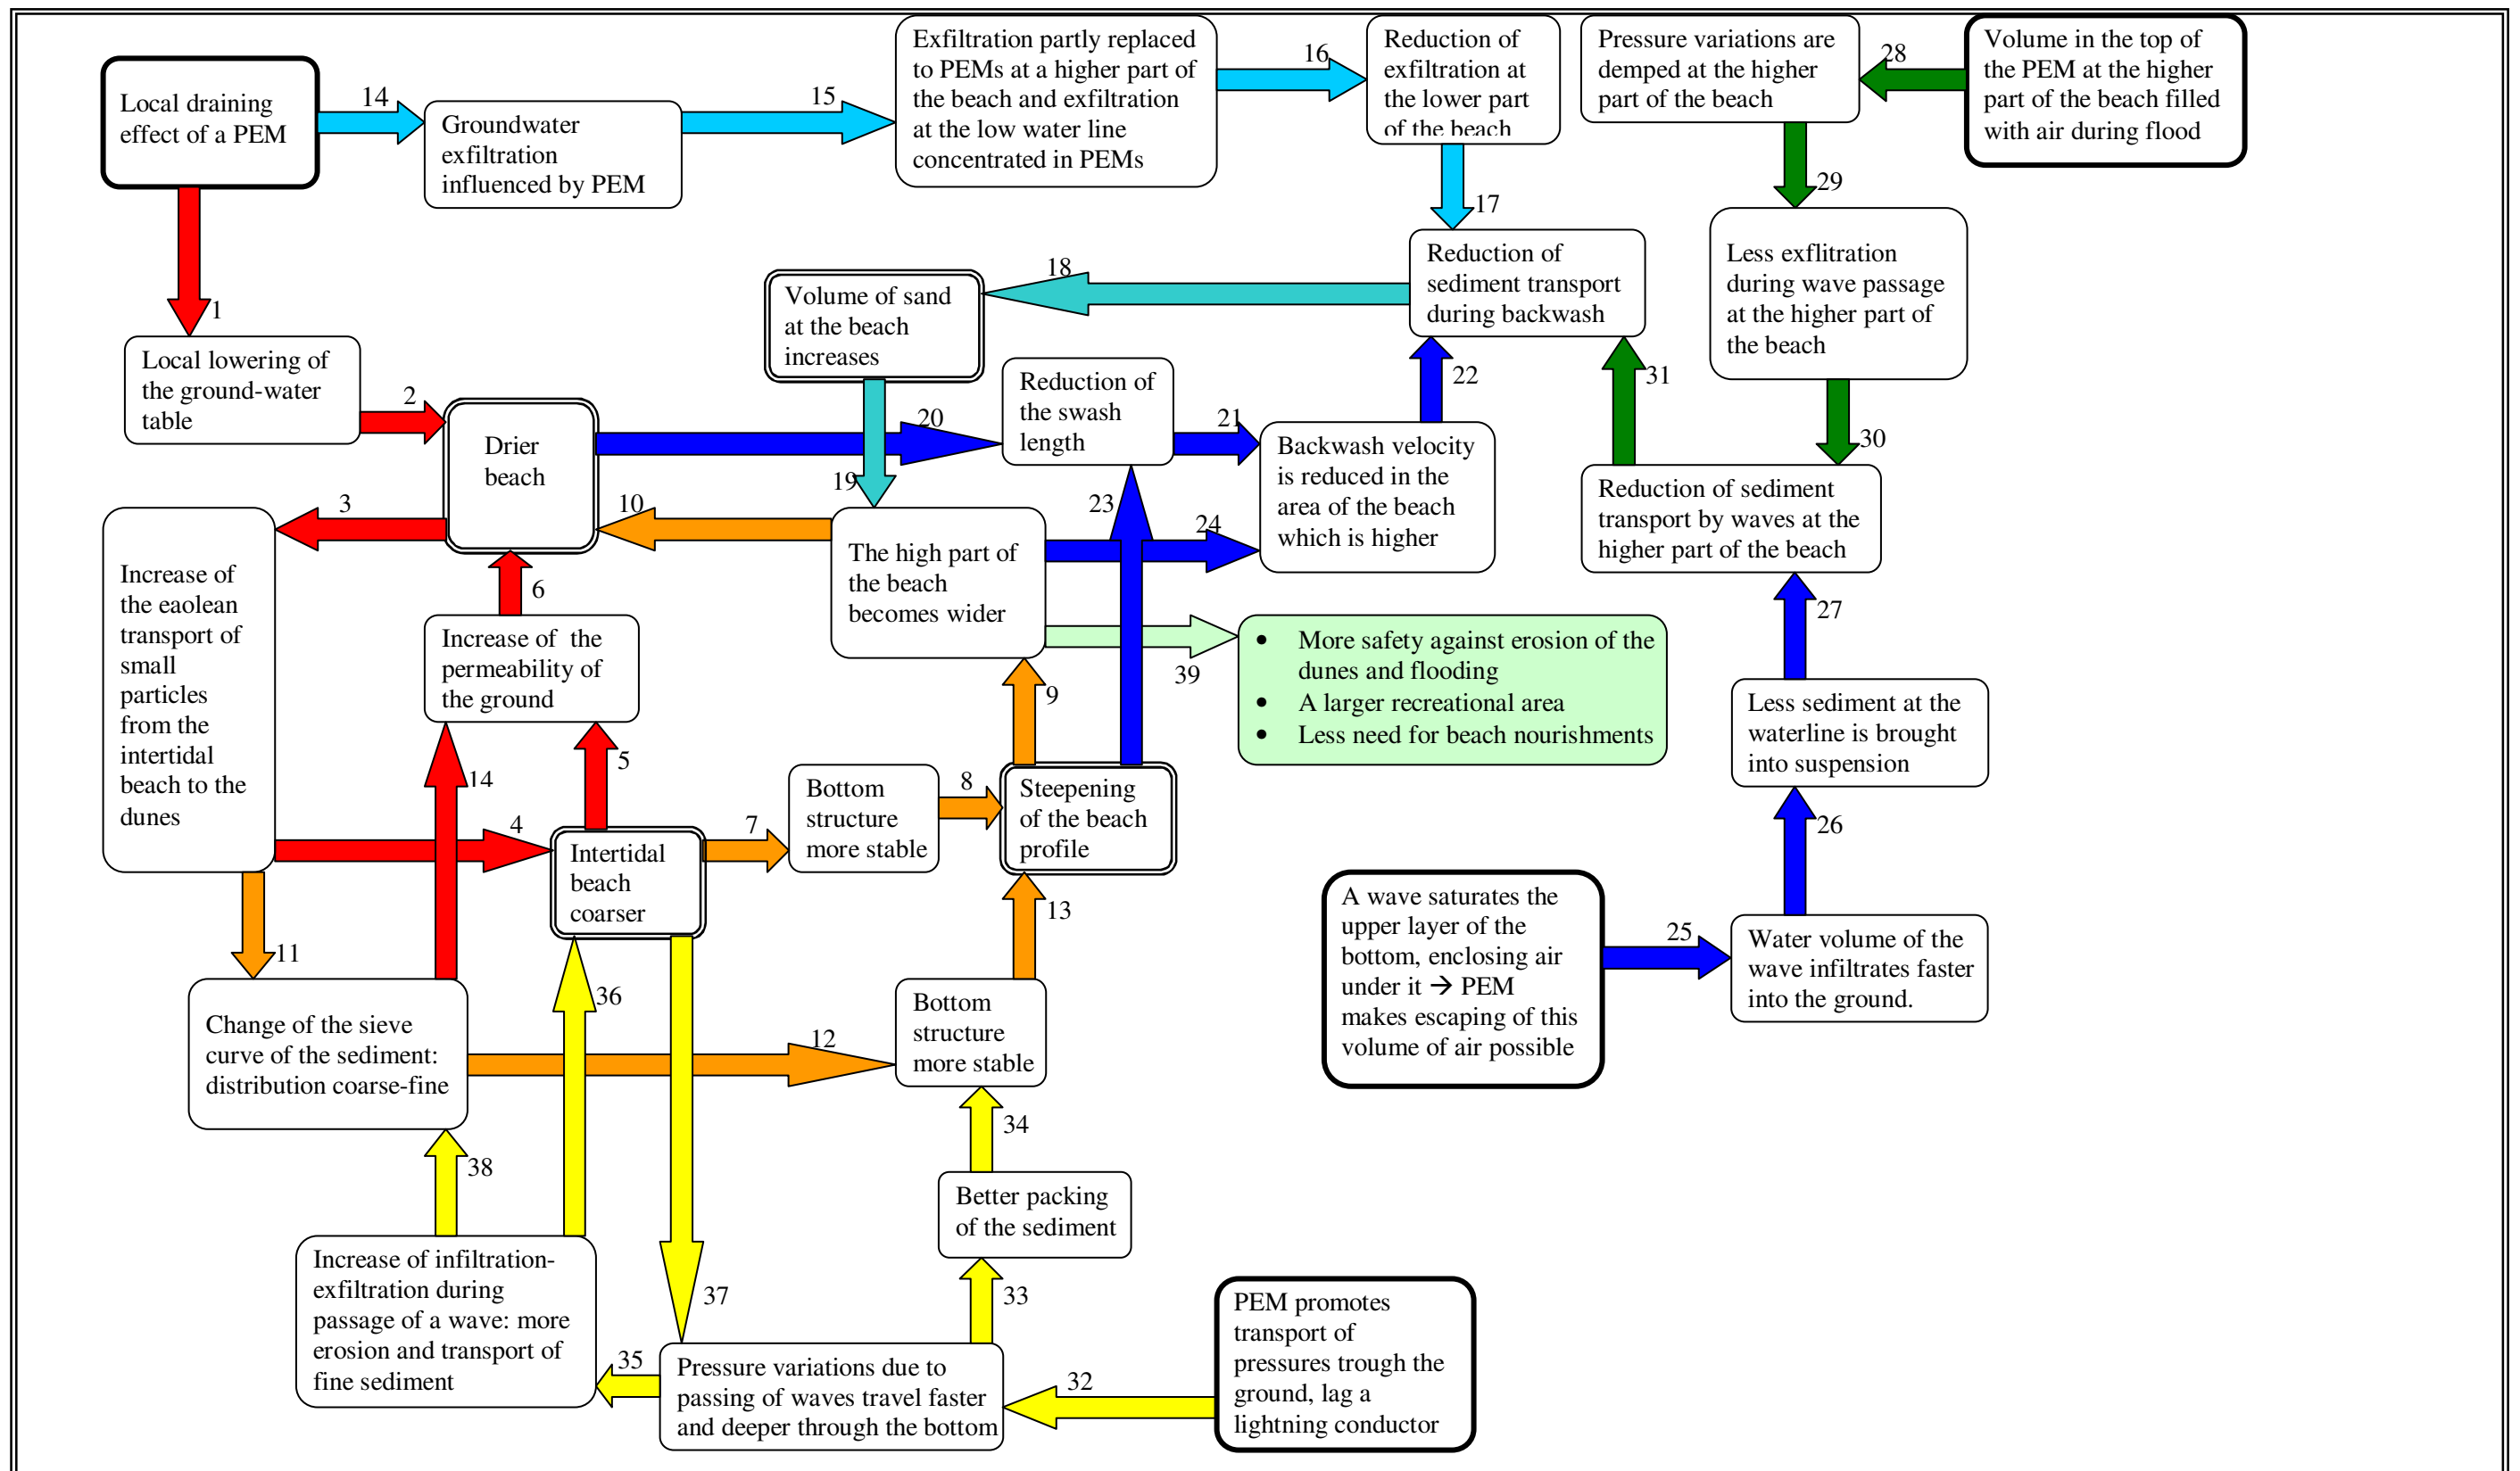 Local draining
effect of a PEM
14
Groundwater
exfiltration
influenced by PEM
15
Exfiltration partly replaced
to PEMs at a higher part of
the beach and exfiltration
at the low water line
concentrated in PEMs
16
Reduction of
exfiltration at
the lower part
of the beach
Pressure variations are
demped at the higher
part of the beach
28
Volume in the top of
the PEM at the higher
part of the beach filled
with air during flood
17
29
1
Local lowering of
the ground-water
table
2
Drier
beach
Volume of sand
at the beach
increases
18
Reduction of
sediment transport
during backwash
Less exflitration
during wave passage
at the higher part of
the beach
19
20
Reduction of
the swash
length
21
22
31
30
Backwash velocity
is reduced in the
area of the beach
which is higher
Reduction of sediment
transport by waves at the
higher part of the beach
3
10
23
24
Increase of
the eaolean
transport of
small
particles
from the
intertidal
beach to the
dunes
6
Increase of the
permeability of
the ground
The high part of
the beach
becomes wider
39
• More safety against erosion of the
dunes and flooding
• A larger recreational area
• Less need for beach nourishments
27
Less sediment at the
waterline is brought
into suspension
9
5
14
4
Intertidal
beach
coarser
7
Bottom
structure
more stable
8
Steepening
of the beach
profile
26
A wave saturates the
upper layer of the
bottom, enclosing air
under it → PEM
makes escaping of this
volume of air possible
25
Water volume of the
wave infiltrates faster
into the ground.
11
13
Change of the sieve
curve of the sediment:
distribution coarse-fine
36
12
Bottom
structure
more stable
34
38
Better packing
of the sediment
Increase of infiltration-
exfiltration during
passage of a wave: more
erosion and transport of
fine sediment
37
33
35
Pressure variations due to
passing of waves travel faster
and deeper through the bottom
32
PEM promotes
transport of
pressures trough the
ground, lag a
lightning conductor